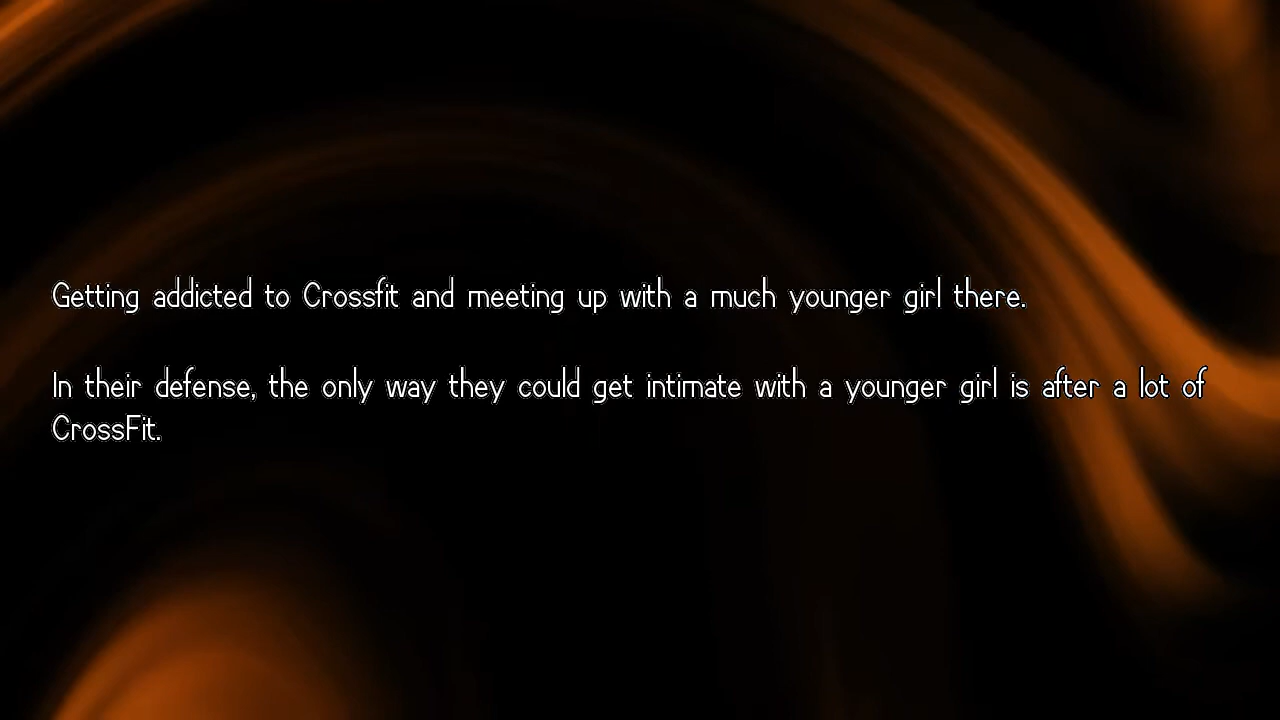 Getting addicted to Crossfit and meeting up with a much younger girl there.
In their defense, the only way they could get intimate with a younger girl is after a lot of
CrossFit.